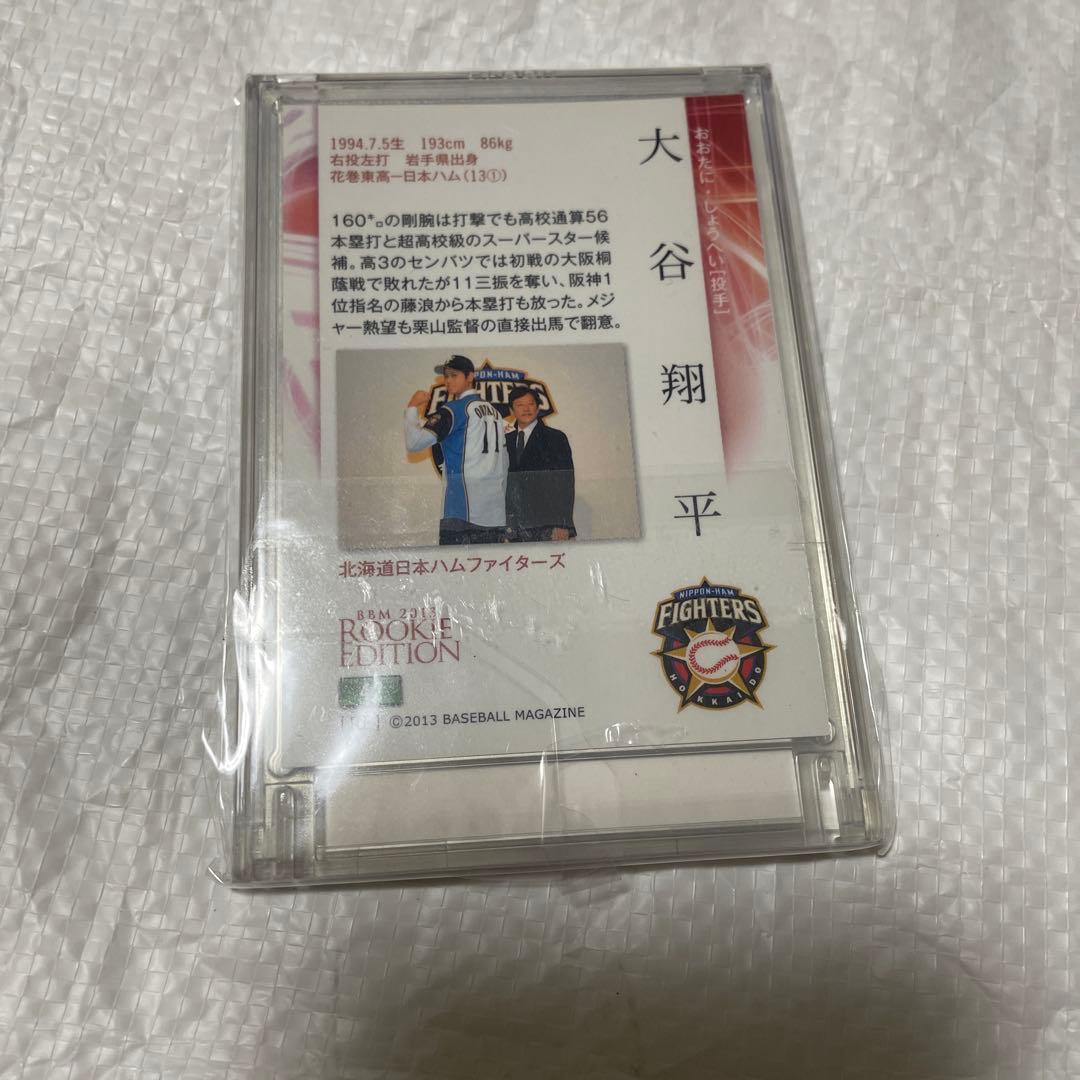 1994.7.5生 193cm 86kg
右投左打 岩手県出身
花巻東高ー日本ハム(13①)
160㌔の剛腕は打撃でも高校通算56
本塁打と超高校級のスーパースター候
補。高3のセンバツでは初戦の大阪桐
蔭戦で敗れたが11三振を奪い、阪神1
位指名の藤浪から本塁打も放った。メジ
ャー熱望も栗山監督の直接出馬で翻意。
大谷翔平
おおたに・しょうへい[投手]
NIPPON-HAM
FIGHTERS
11
北海道日本ハムファイターズ
BBM 2013
ROOKIE
EDITION
©2013 BASEBALL MAGAZINE
NIPPON-HAM
FIGHTERS
HOKKAIDO